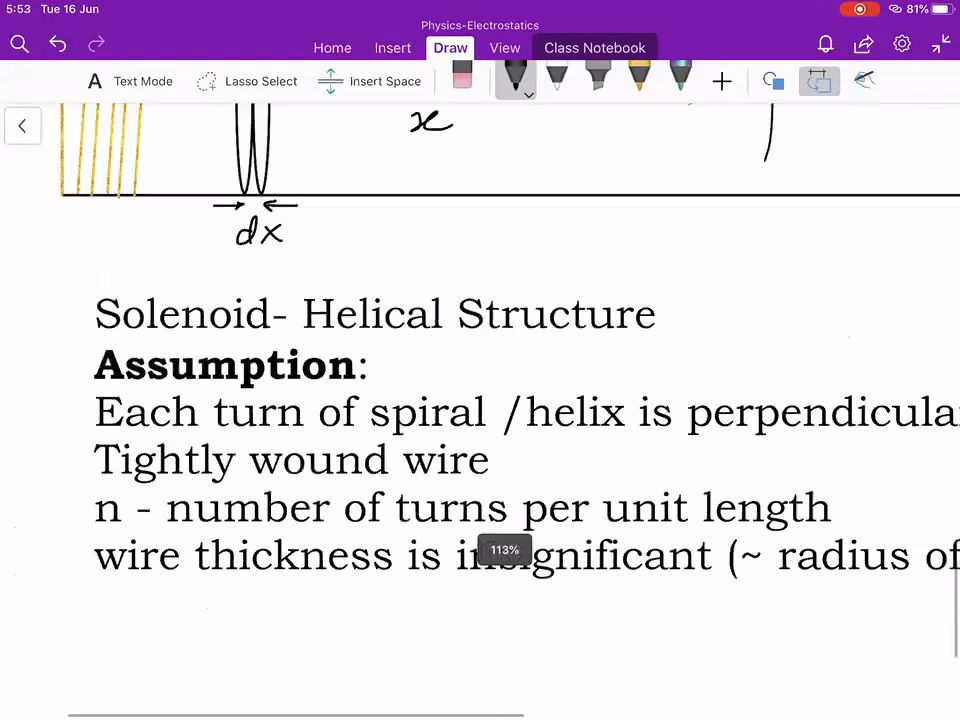 5:53 Tue 16 Jun 81%
Physics-Electrostatics
Home Insert Draw View Class Notebook
A Text Mode Lasso Select Insert Space
x
dx
Solenoid- Helical Structure
Assumption:
Each turn of spiral /helix is perpendicula
Tightly wound wire
n - number of turns per unit length
wire thickness is insignificant (~ radius of
113%